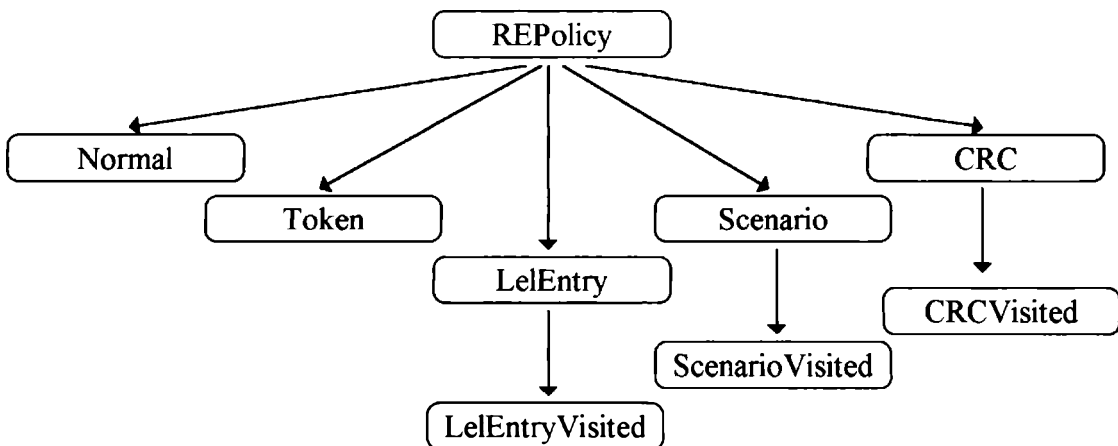 REPolicy
Normal
CRC
Token
Scenario
LelEntry
CRCVisited
ScenarioVisited
LelEntryVisited